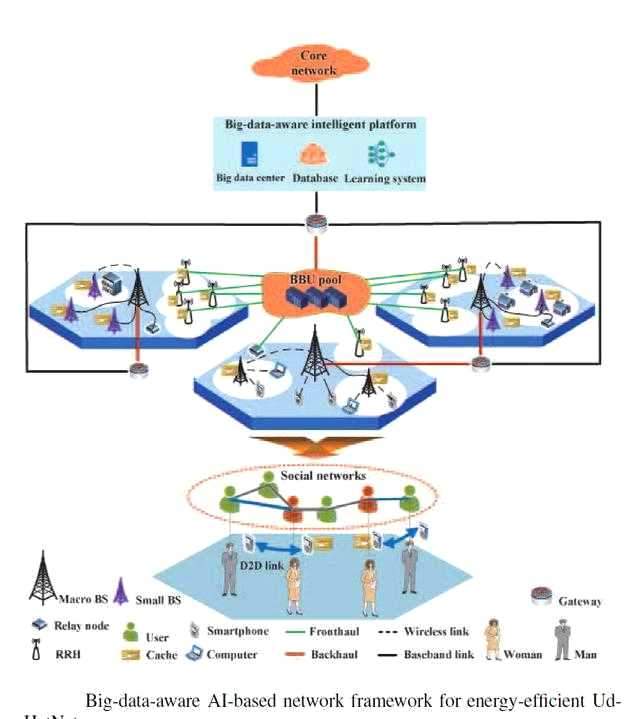 Core
network
Big-data-aware intelligent platform
Big data center Database Learning system
BBU pool
Social networks
D2D link
Macro BS Small BS Gateway
Relay node User Smartphone Fronthaul Wireless link
RRH Cache Computer Backhaul Baseband link Woman Man
Big-data-aware AI-based network framework for energy-efficient Ud-